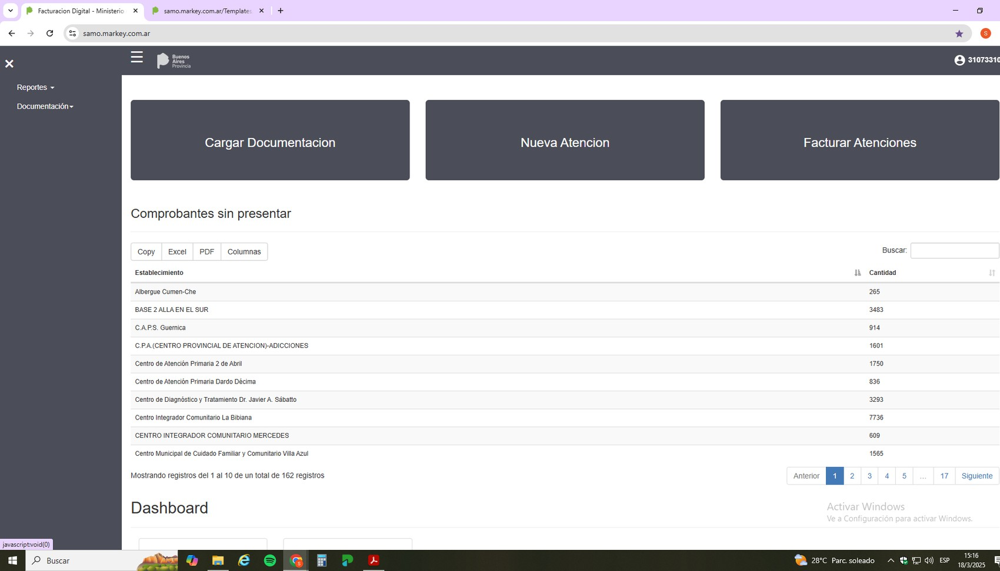 Facturacion Digital - Ministerio
samo.markey.com.ar/Templates
samo.markey.com.ar
S
Buenos
Aires
Provincia
31073310
Reportes
Documentación
Cargar Documentacion
Nueva Atencion
Facturar Atenciones
Comprobantes sin presentar
Copy Excel PDF Columnas
Buscar:
Establecimiento Cantidad
Albergue Cumen-Che 265
BASE 2 ALLA EN EL SUR 3483
C.A.P.S. Guernica 914
C.P.A.(CENTRO PROVINCIAL DE ATENCION)-ADICCIONES 1601
Centro de Atención Primaria 2 de Abril 1750
Centro de Atención Primaria Dardo Dècima 836
Centro de Diagnóstico y Tratamiento Dr. Javier A. Sábatto 3293
Centro Integrador Comunitario La Bibiana 7736
CENTRO INTEGRADOR COMUNITARIO MERCEDES 609
Centro Municipal de Cuidado Familiar y Comunitario Villa Azul 1565
Mostrando registros del 1 al 10 de un total de 162 registros
Anterior 1 2 3 4 5 … 17 Siguiente
Dashboard
Activar Windows
Ve a Configuración para activar Windows.
javascript:void(0)
Buscar
28°C Parc. soleado
ESP
15:16
18/3/2025